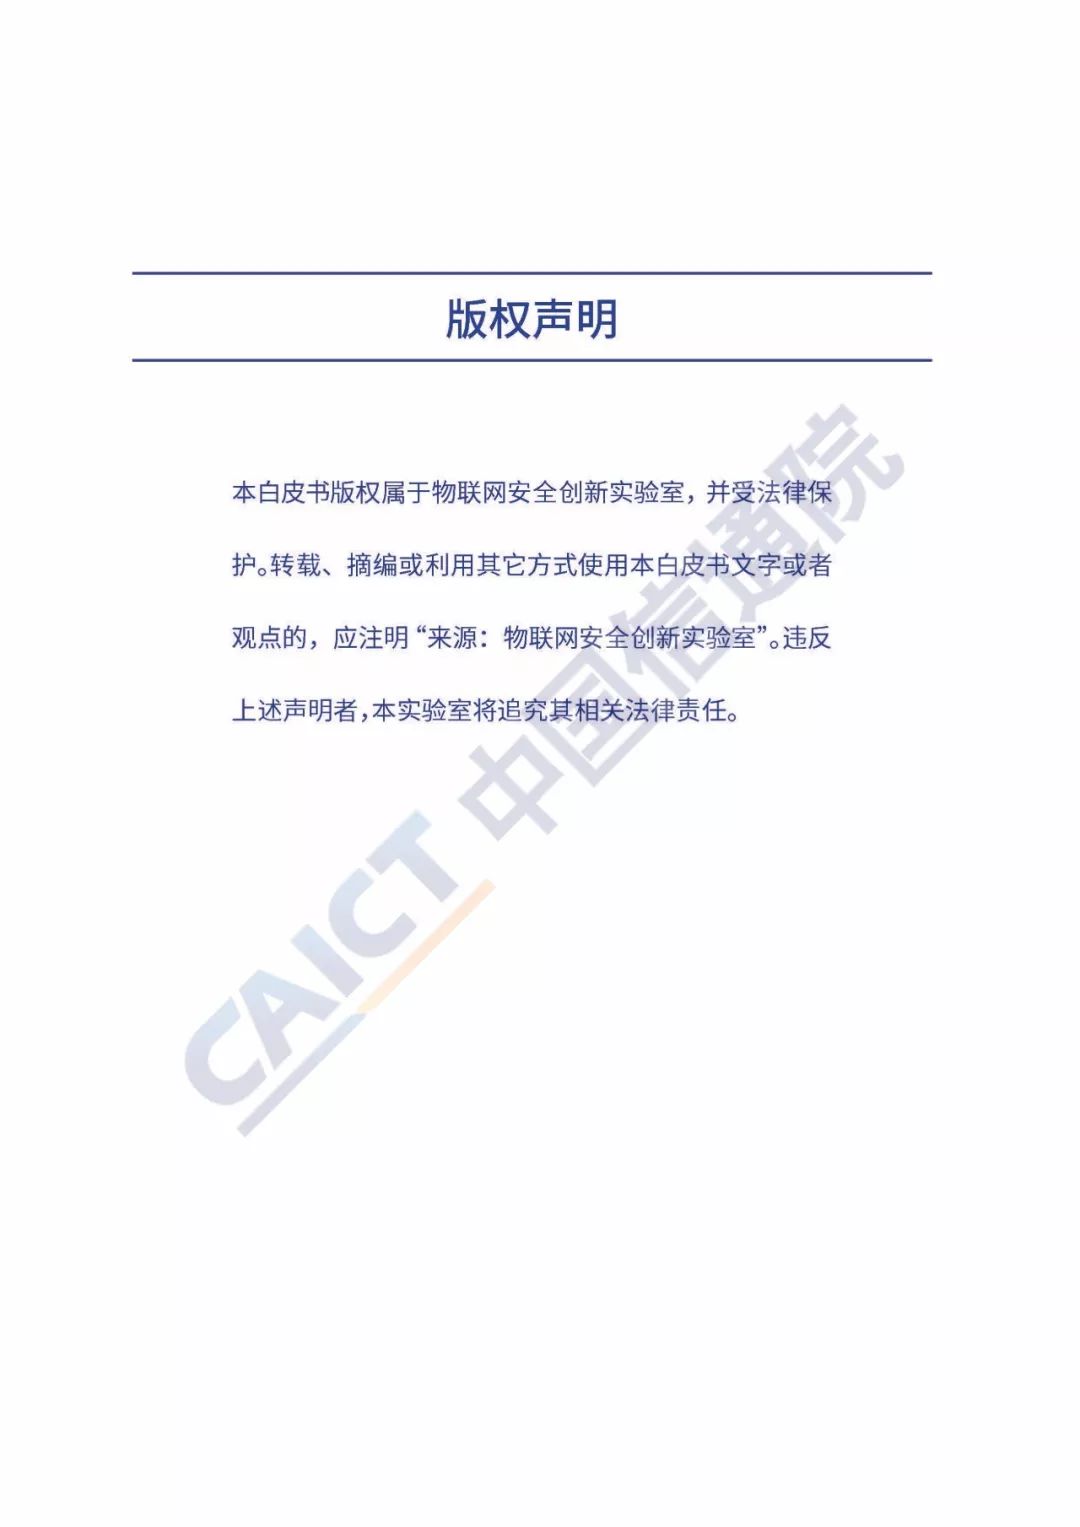 版权声明
本白皮书版权属于物联网安全创新实验室，并受法律保
护。转载、摘编或利用其它方式使用本白皮书文字或者
观点的，应注明“来源：物联网安全创新实验室”。违反
上述声明者，本实验室将追究其相关法律责任。
CAICT 中国信通院